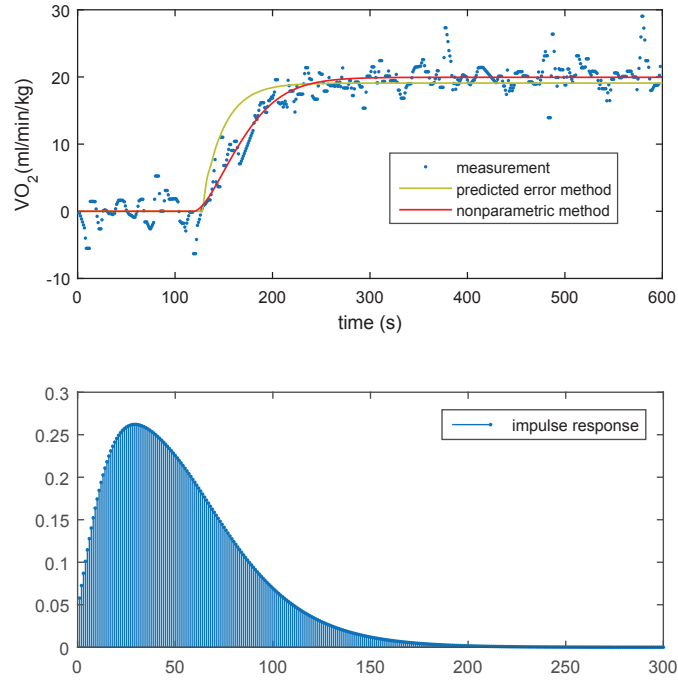 30
20
10
0
-10
VO2(ml/min/kg)
measurement
predicted error method
nonparametric method
0 100 200 300 400 500 600
time (s)
0.3
0.25
0.2
0.15
0.1
0.05
0
impulse response
0 50 100 150 200 250 300